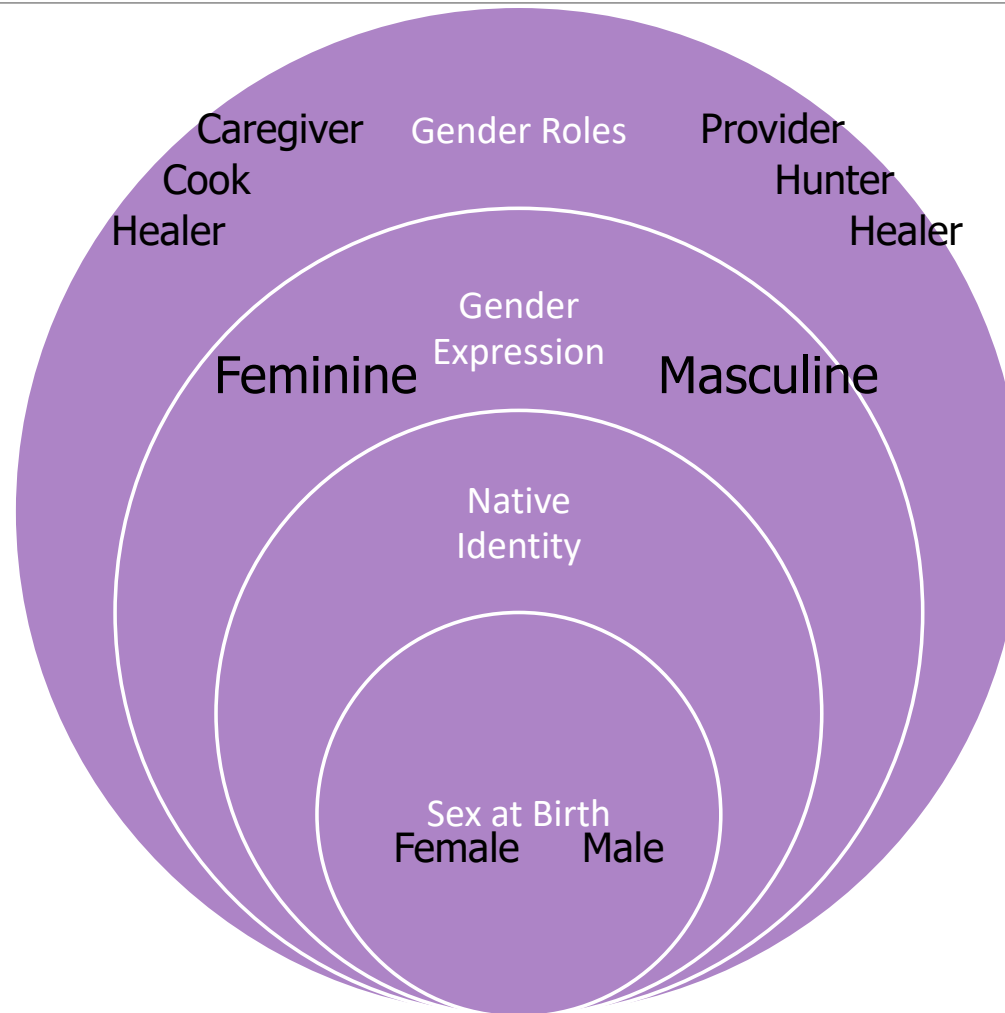 Caregiver Gender Roles Provider
Cook Hunter
Healer Healer
Gender
Expression
Feminine Masculine
Native
Identity
Sex at Birth
Female Male